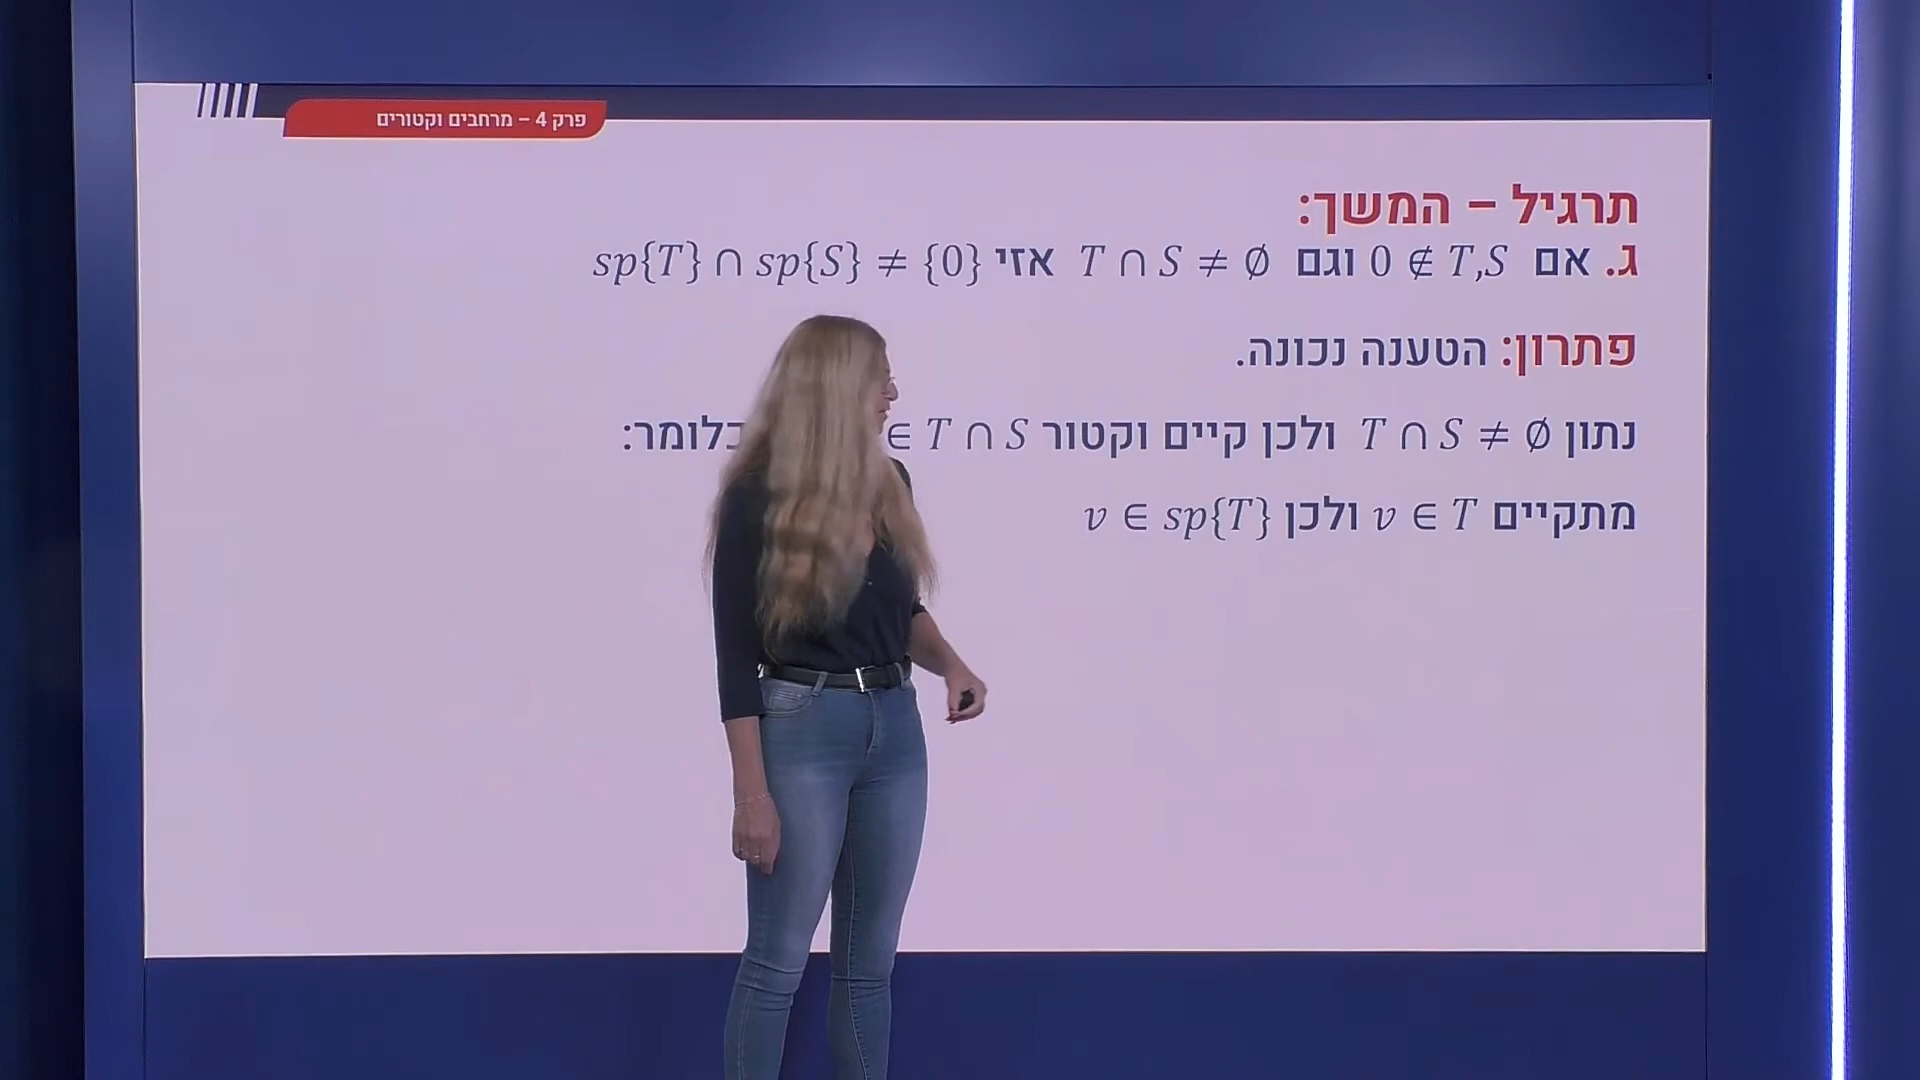 פרק 4 – מרחבים וקטורים
תרגיל – המשך:
ג. אם 0 ∉ T,S וגם T ∩ S ≠ ∅ אזי sp{T} ∩ sp{S} ≠ {0}
פתרון: הטענה נכונה.
נתון T ∩ S ≠ ∅ ולכן קיים וקטור ∈ T ∩ S כלומר:
מתקיים v ∈ T ולכן v ∈ sp{T}